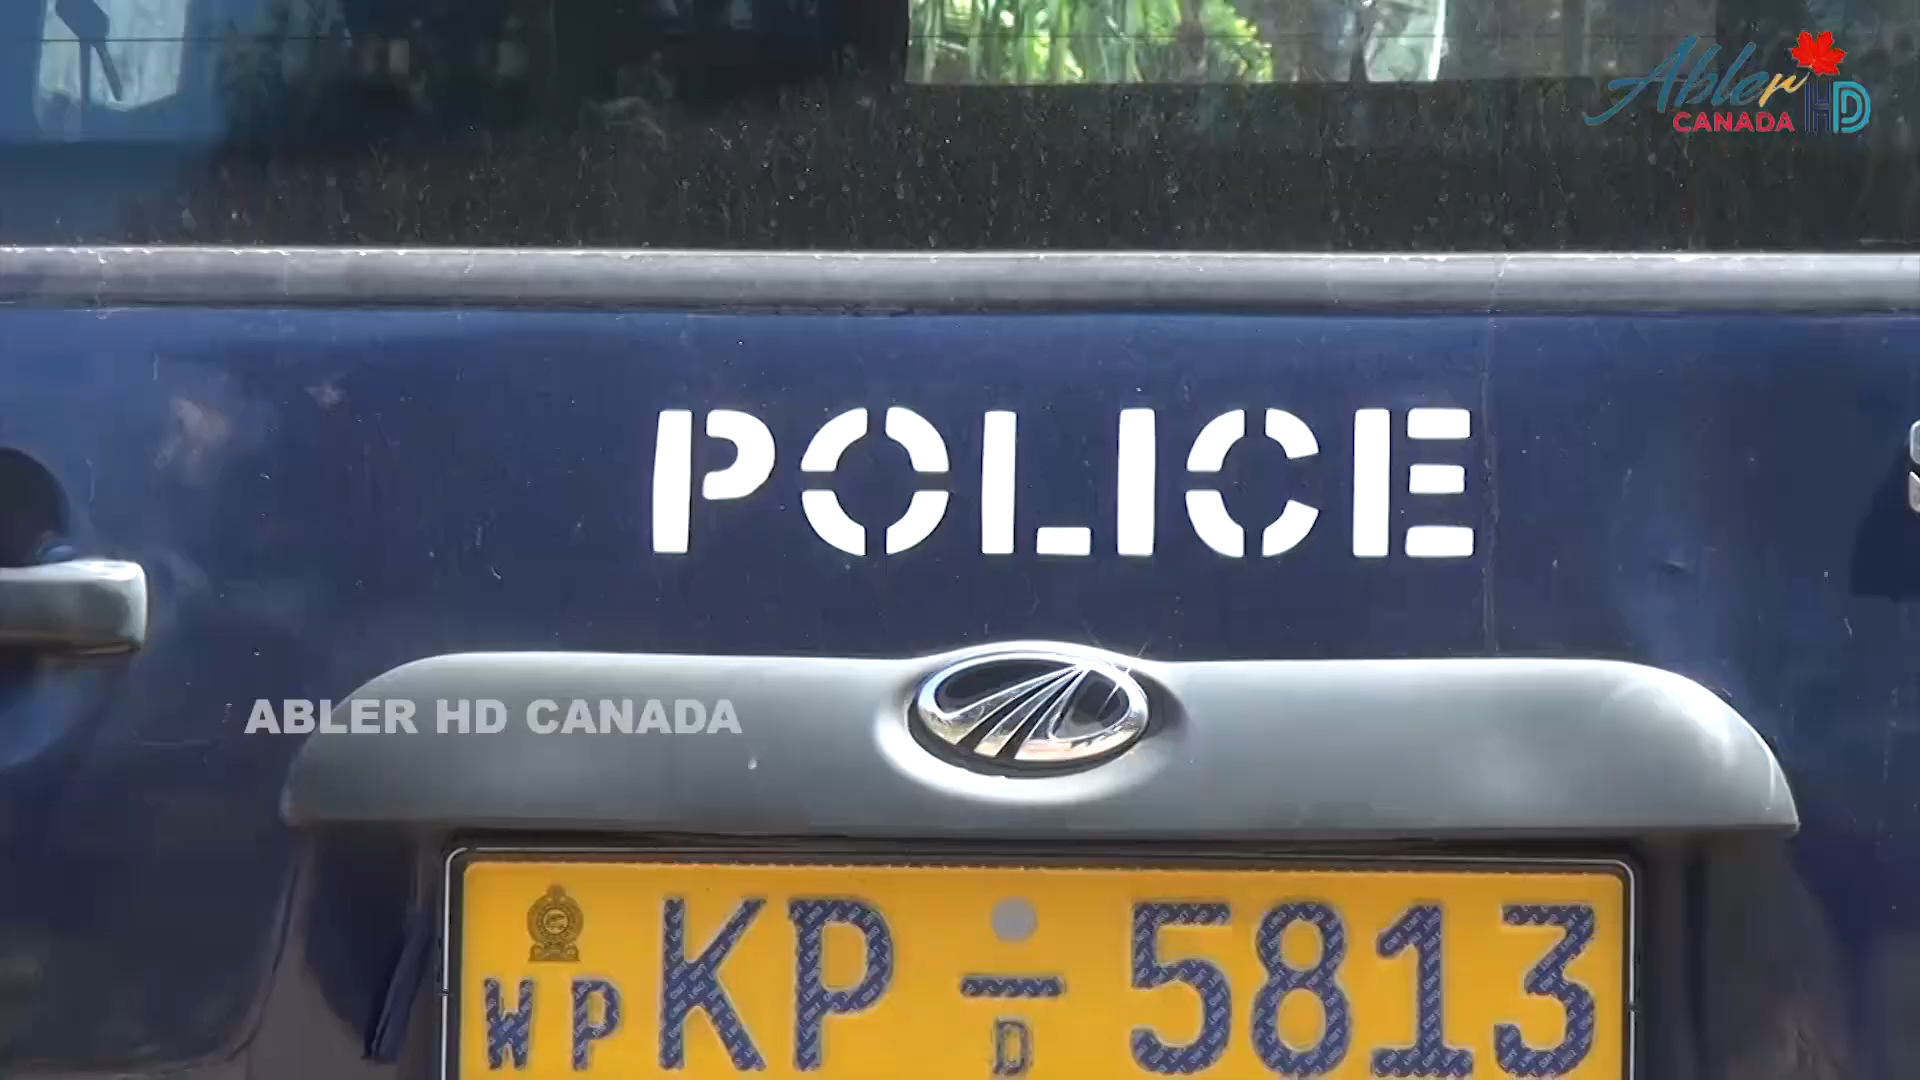 Abler
CANADA HD
POLICE
ABLER HD CANADA
WP KP - 5813
D